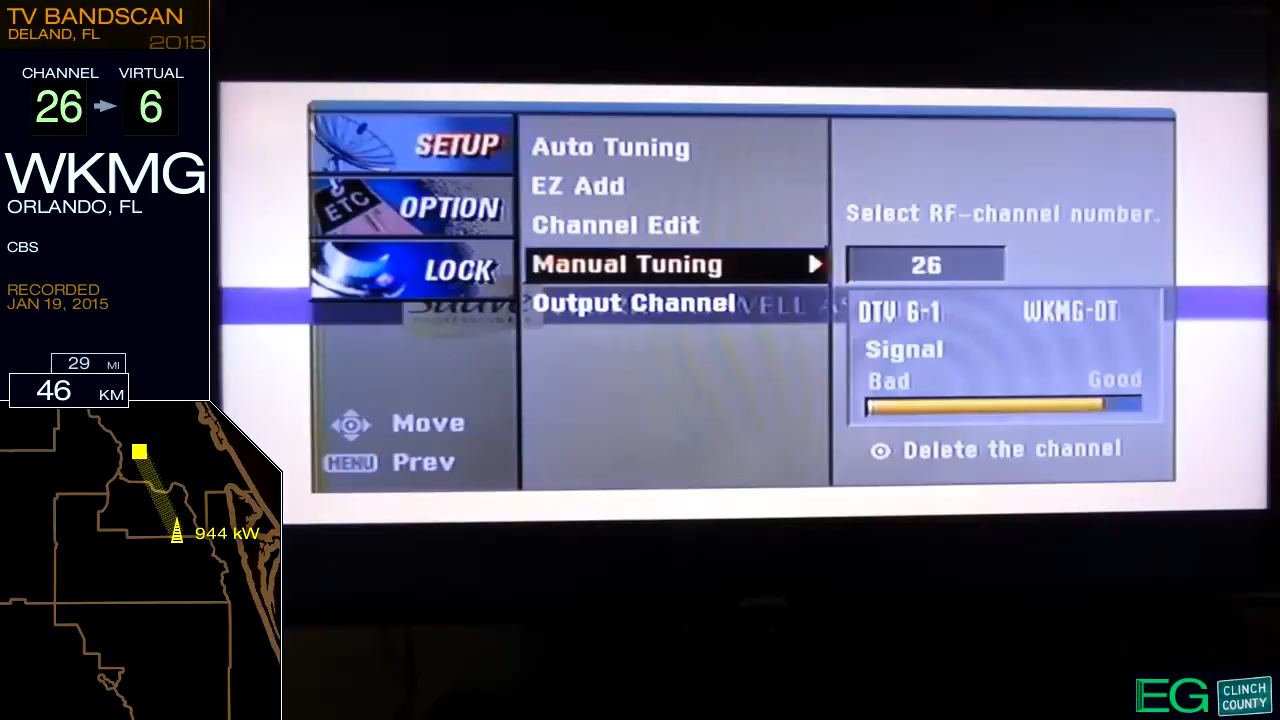 TV BANDSCAN
DELAND, FL
2015
CHANNEL VIRTUAL
26 6
WKMG
ORLANDO, FL
CBS
RECORDED
JAN 19, 2015
29 MI
46 KM
944 kW
SETUP
ETC
OPTION
LOCK
Move
MENU Prev
Auto Tuning
EZ Add
Channel Edit
Manual Tuning
Output Channel
Suave
PROFESSIONALS
Select RF-channel number.
26
DTV 6-1 WKMG-DT
Signal
Bad Good
Delete the channel
EG
CLINCH
COUNTY